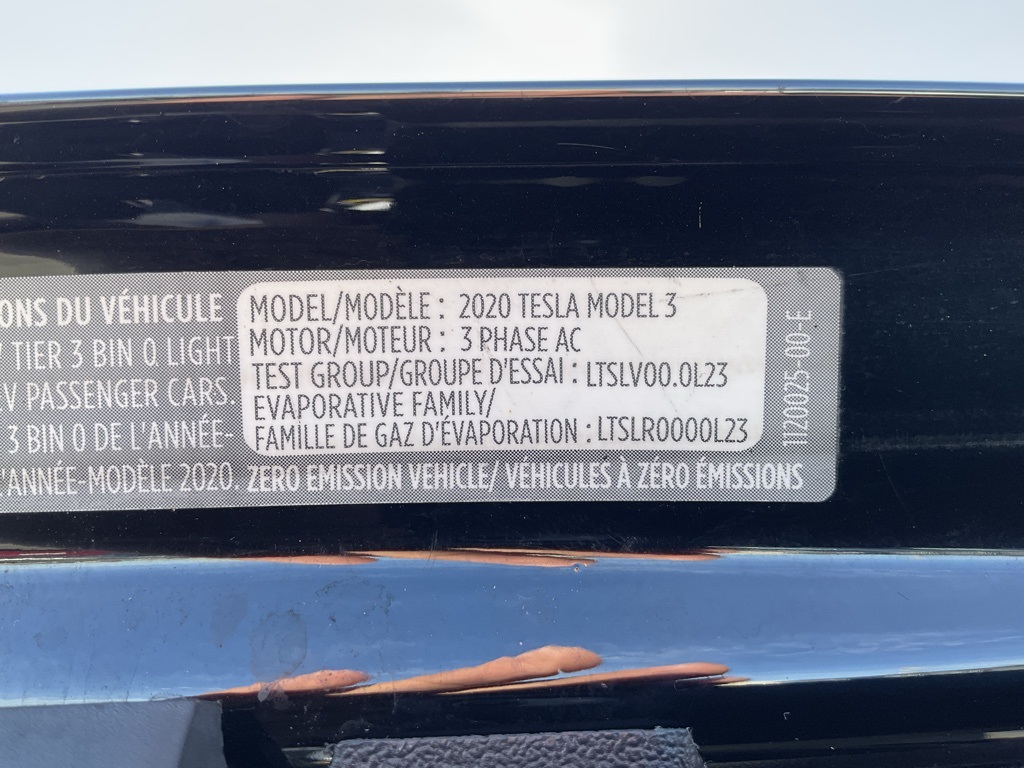 ONS DU VÉHICULE
TIER 3 BIN 0 LIGHT
V PASSENGER CARS.
3 BIN 0 DE L'ANNÉE-
L'ANNÉE-MODÈLE 2020.
MODEL/MODÈLE : 2020 TESLA MODEL 3
MOTOR/MOTEUR : 3 PHASE AC
TEST GROUP/GROUPE D'ESSAI : LTSLV00.0L23
EVAPORATIVE FAMILY/
FAMILLE DE GAZ D'ÉVAPORATION : LTSLR0000L23
ZERO EMISSION VEHICLE/ VÉHICULES À ZÉRO ÉMISSIONS
1120025-00-E